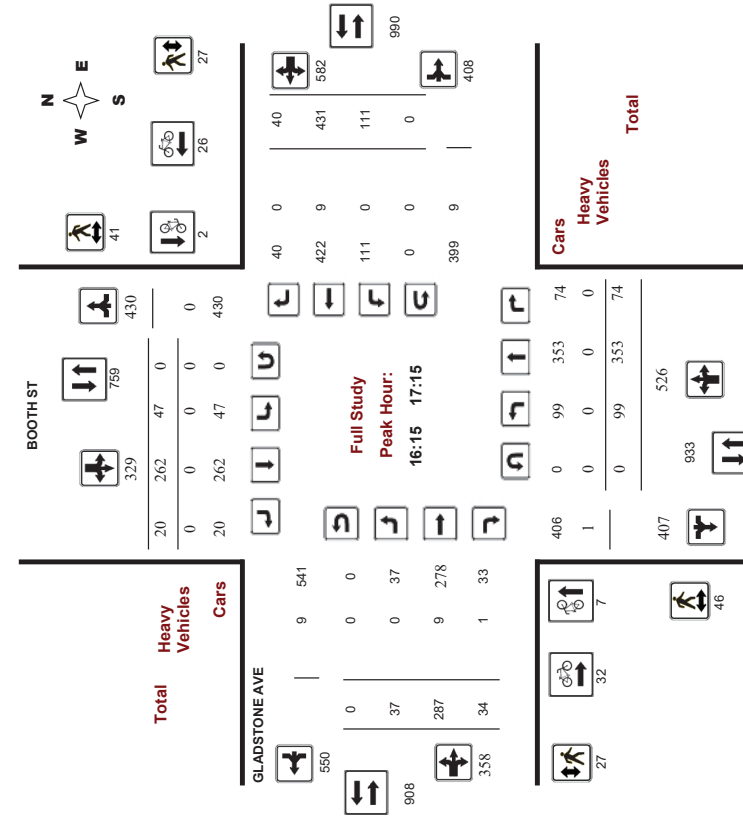 BOOTH ST
N
W E
S
41
27
2
26
759
329
430
20 262 47 0
0 0 0 0 0
20 262 47 0 430
Total
Heavy
Vehicles
Cars
990
582
408
40 0 40
422 9 431
111 0 111
0 0 0
399 9
Full Study
Peak Hour:
16:15 17:15
GLADSTONE AVE
550
908
358
9 541
0 0 0
37 0 37
287 9 278
34 1 33
Cars
Heavy
Vehicles
Total
406 0 99 353 74
1 0 0 0 0
0 99 353 74
407
933
526
27
32
7
46